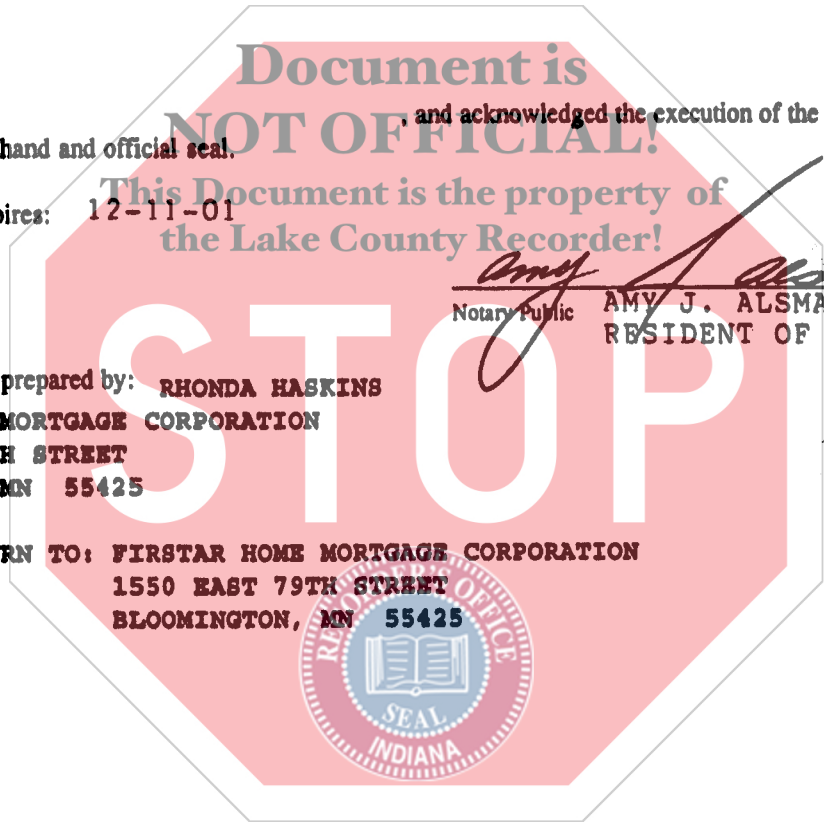 Document is
, and acknowledged the execution of the
NOT OFFICIAL!
hand and official seal.
This Document is the property of
12-11-01
the Lake County Recorder!
Amy J.
Notary Public AMY J.
RESIDENT OF
STOP
prepared by: RHONDA HASKINS
MORTGAGE CORPORATION
H STREET
MN 55425
RN TO: FIRSTAR HOME MORTGAGE CORPORATION
1550 EAST 79TH STREET
BLOOMINGTON, MN 55425
RECORDER'S OFFICE
SEAL
INDIANA